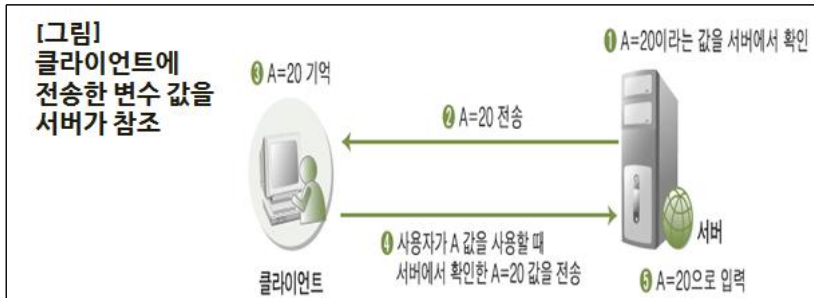 [그림]
클라이언트에
전송한 변수 값을
서버가 참조
❶ A=20이라는 값을 서버에서 확인
❸ A=20 기억
❷ A=20 전송
❹ 사용자가 A 값을 사용할 때
서버에서 확인한 A=20 값을 전송
서버
클라이언트
❺ A=20으로 입력